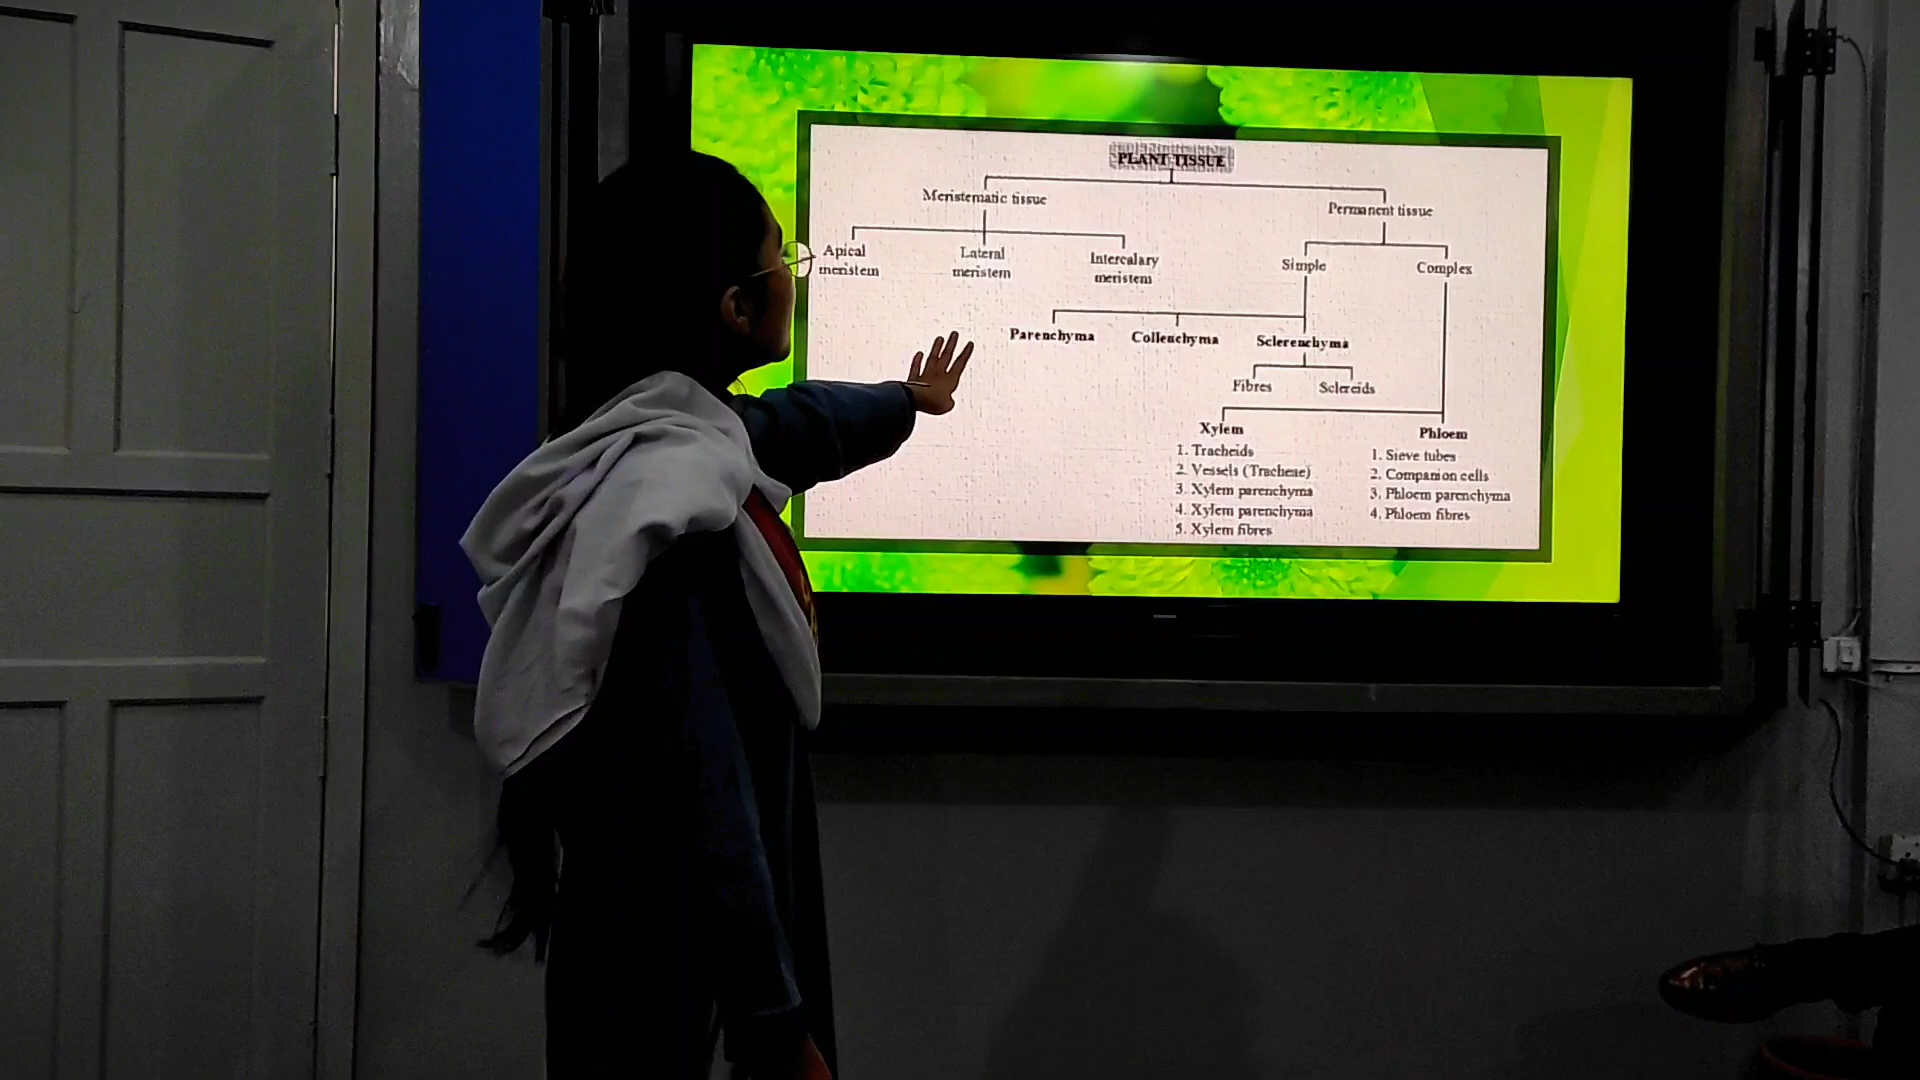 PLANT TISSUE
Meristematic tissue
Permanent tissue
Apical
meristem
Lateral
meristem
Intercalary
meristem
Simple
Complex
Parenchyma
Collenchyma
Sclerenchyma
Fibres
Sclereids
Xylem
1. Tracheids
2. Vessels (Tracheae)
3. Xylem parenchyma
4. Xylem parenchyma
5. Xylem fibres
Phloem
1. Sieve tubes
2. Companion cells
3. Phloem parenchyma
4. Phloem fibres